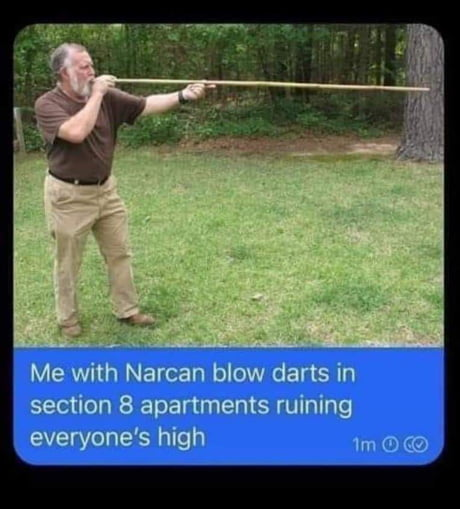 Me with Narcan blow darts in
section 8 apartments ruining
everyone's high
1m